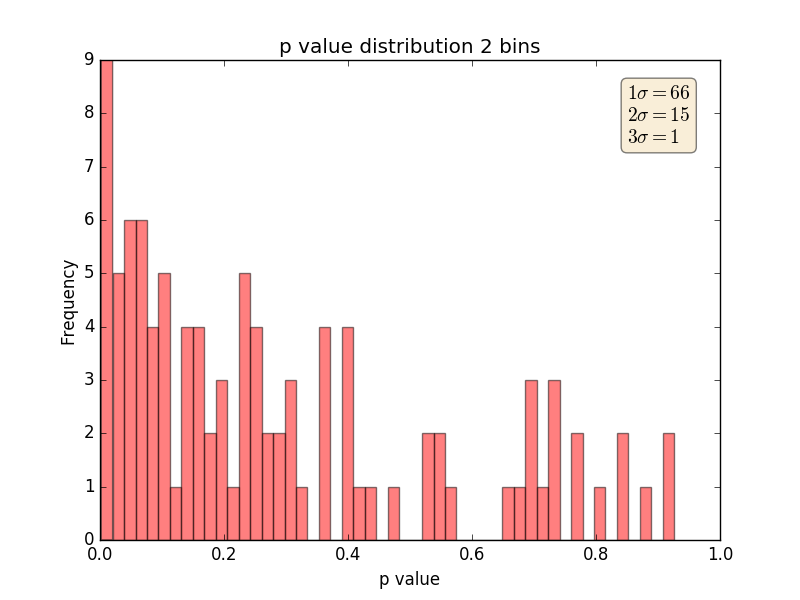 p value distribution 2 bins
1σ = 66
2σ = 15
3σ = 1
9
8
7
6
5
4
3
2
1
0
Frequency
0.0 0.2 0.4 0.6 0.8 1.0
p value